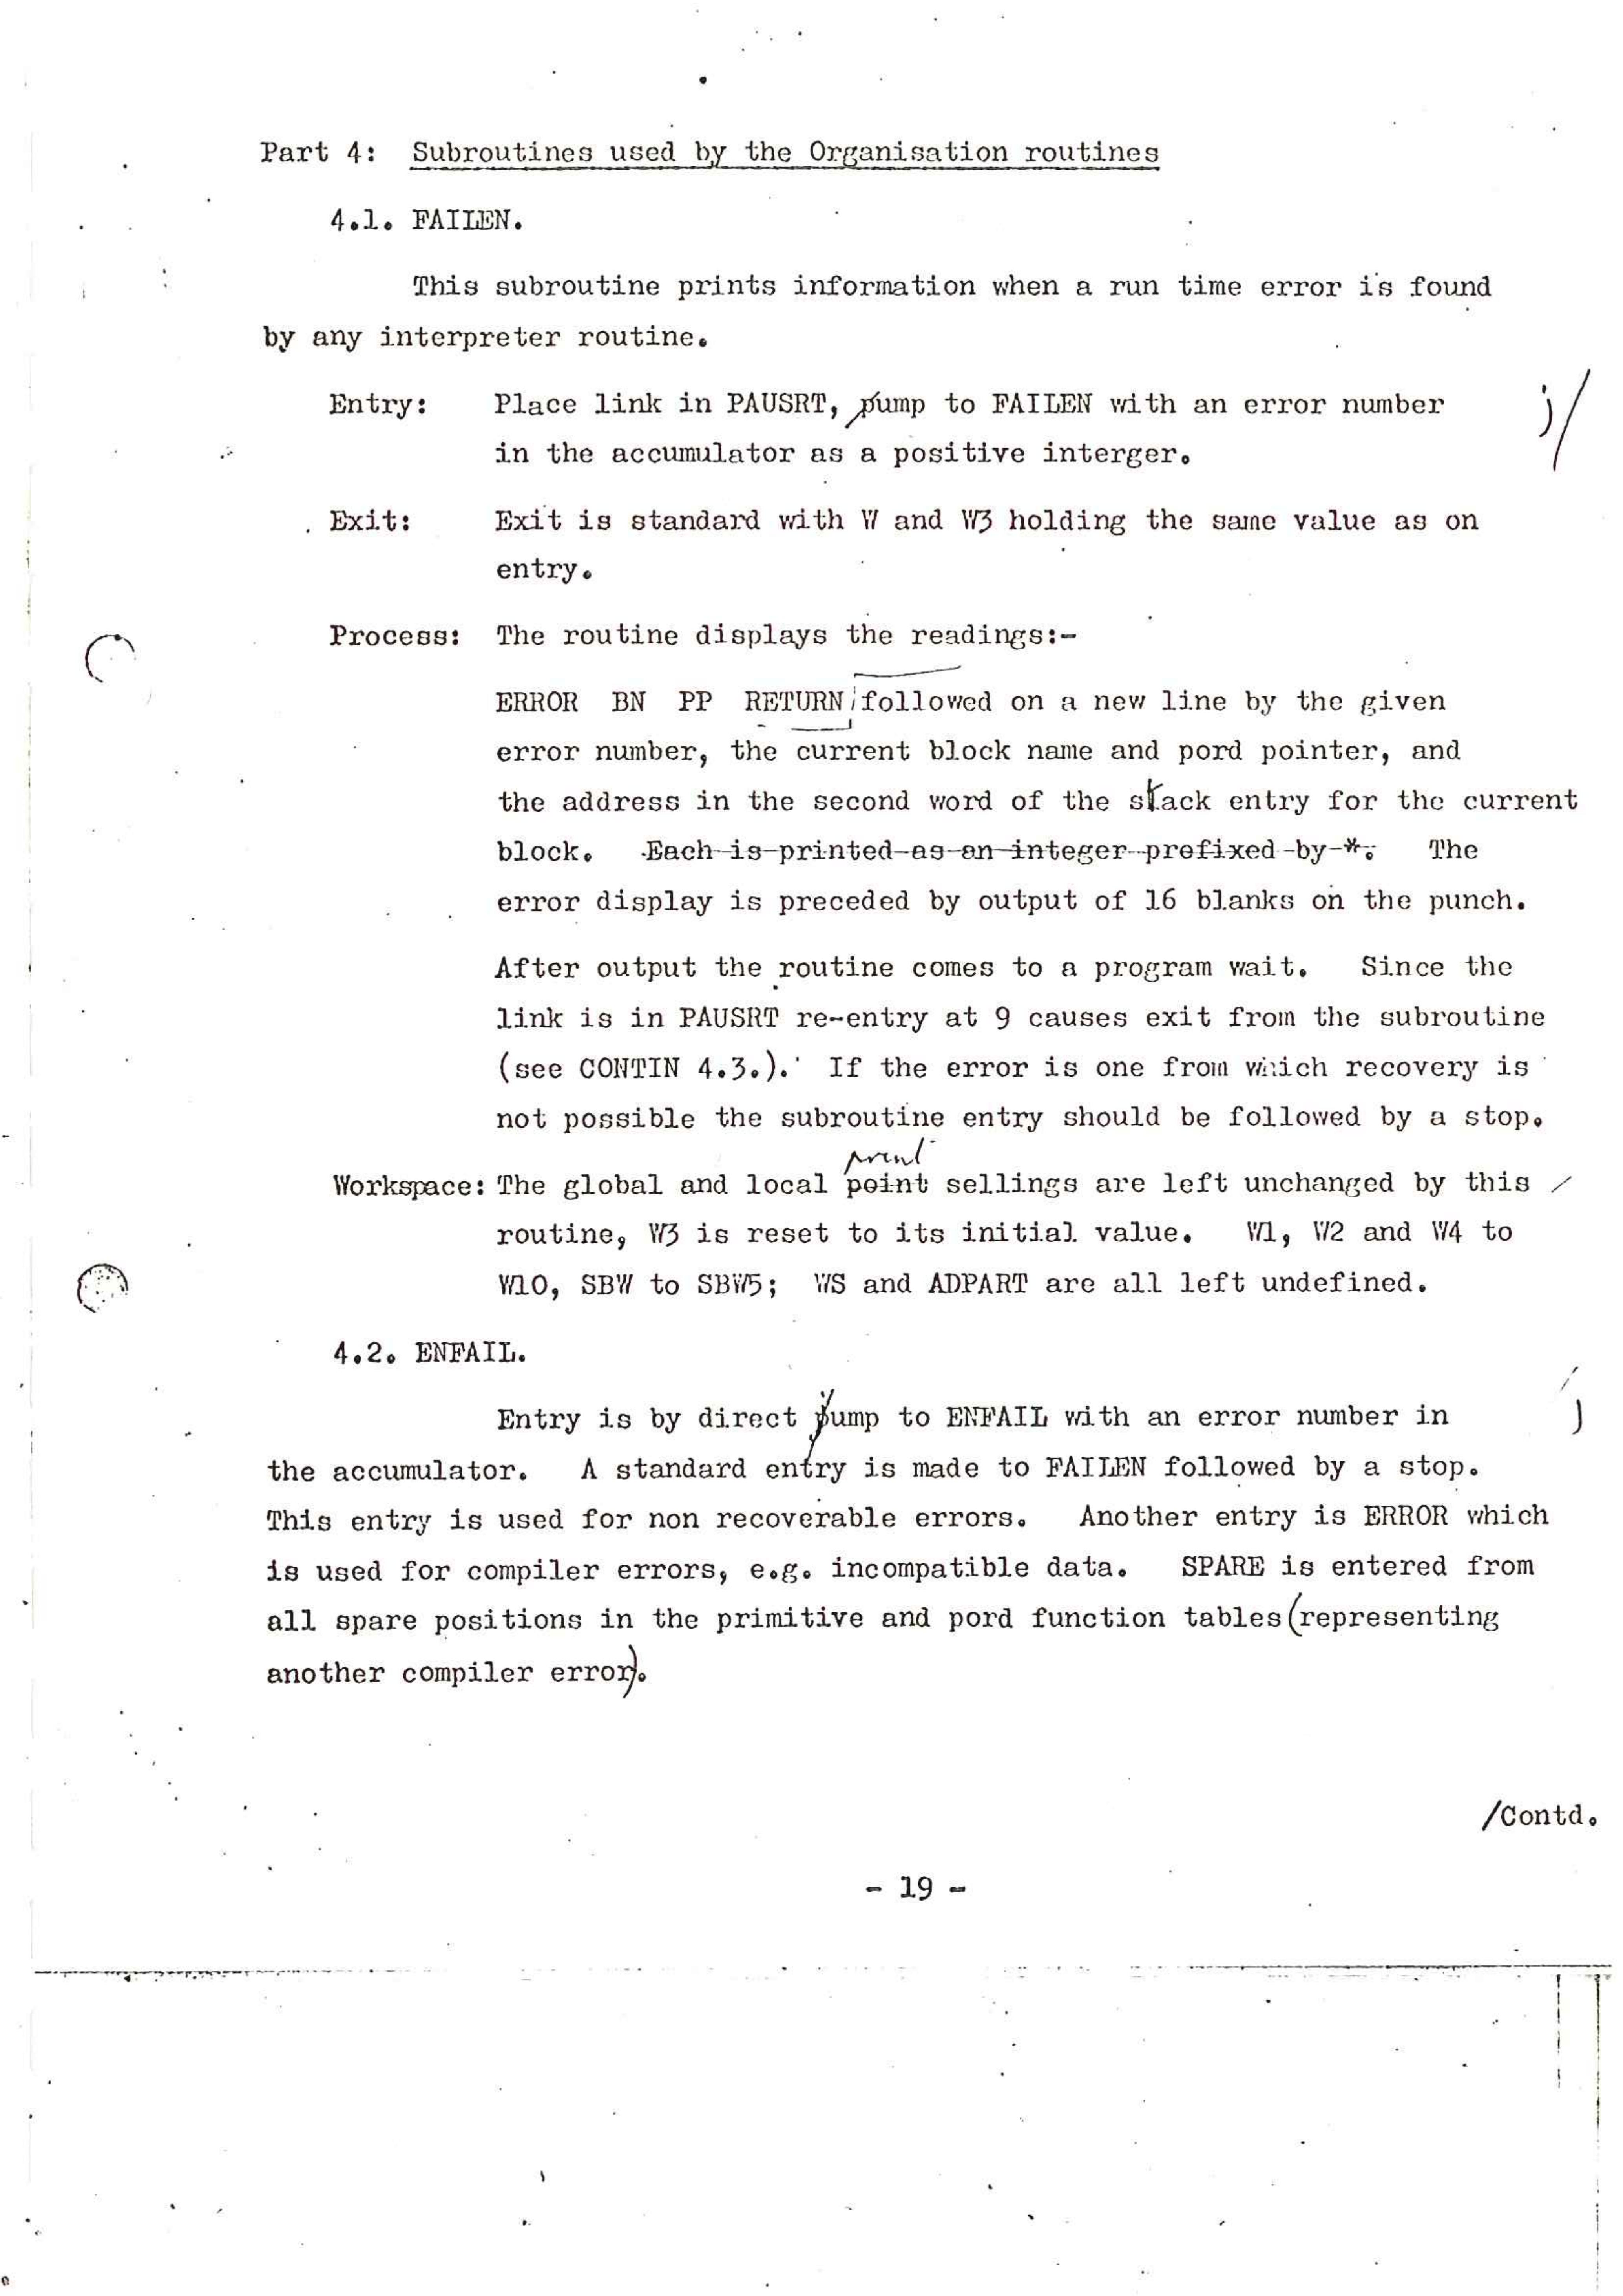 Part 4: Subroutines used by the Organisation routines
4.1. FAILEN.
This subroutine prints information when a run time error is found
by any interpreter routine.
Entry: Place link in PAUSRT, pump to FAILEN with an error number j/
in the accumulator as a positive interger.
Exit: Exit is standard with W and W3 holding the same value as on
entry.
Process: The routine displays the readings:-
ERROR BN PP RETURN followed on a new line by the given
error number, the current block name and pord pointer, and
the address in the second word of the stack entry for the current
block. Each is printed as an integer prefixed by *. The
error display is preceded by output of 16 blanks on the punch.
After output the routine comes to a program wait. Since the
link is in PAUSRT re-entry at 9 causes exit from the subroutine
(see CONTIN 4.3.). If the error is one from which recovery is
not possible the subroutine entry should be followed by a stop.
print
Workspace: The global and local point sellings are left unchanged by this /
routine, W3 is reset to its initial value. W1, W2 and W4 to
W10, SBW to SBW5; WS and ADPART are all left undefined.
4.2. ENFAIL.
Entry is by direct jump to ENFAIL with an error number in j
the accumulator. A standard entry is made to FAILEN followed by a stop.
This entry is used for non recoverable errors. Another entry is ERROR which
is used for compiler errors, e.g. incompatible data. SPARE is entered from
all spare positions in the primitive and pord function tables (representing
another compiler error).
/Contd.
- 19 -